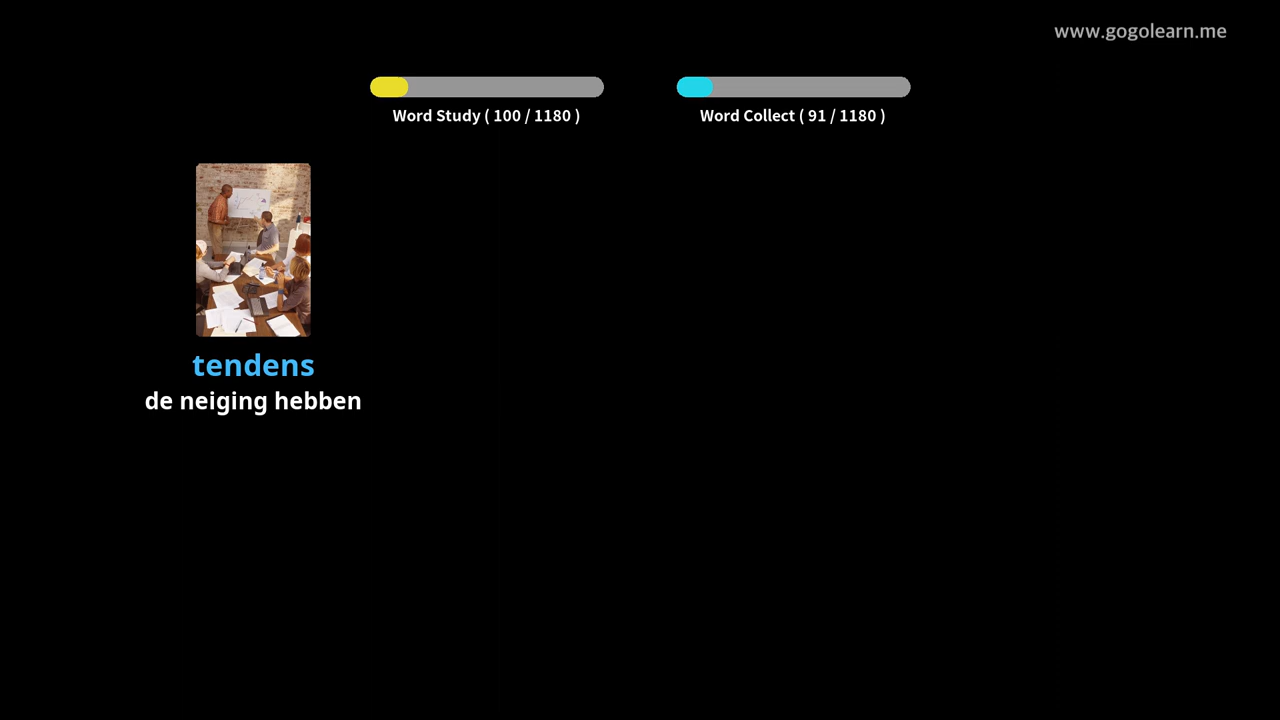 www.gogolearn.me
Word Study ( 100 / 1180 )
Word Collect ( 91 / 1180 )
tendens
de neiging hebben